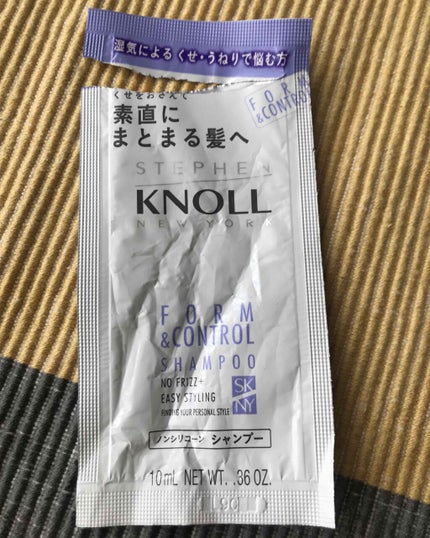 湿気による くせ・うねりで悩む方
くせをおさえて
素直に
まとまる髪へ
FORM
&CONTROL
STEPHEN
KNOLL
NEW YORK
FORM
&CONTROL
SHAMPOO
NO FRIZZ+
EASY STYLING
FINDING YOUR PERSONAL STYLE
SK
NY
ノンシリコーン シャンプー
10mL NET WT. .36 OZ.